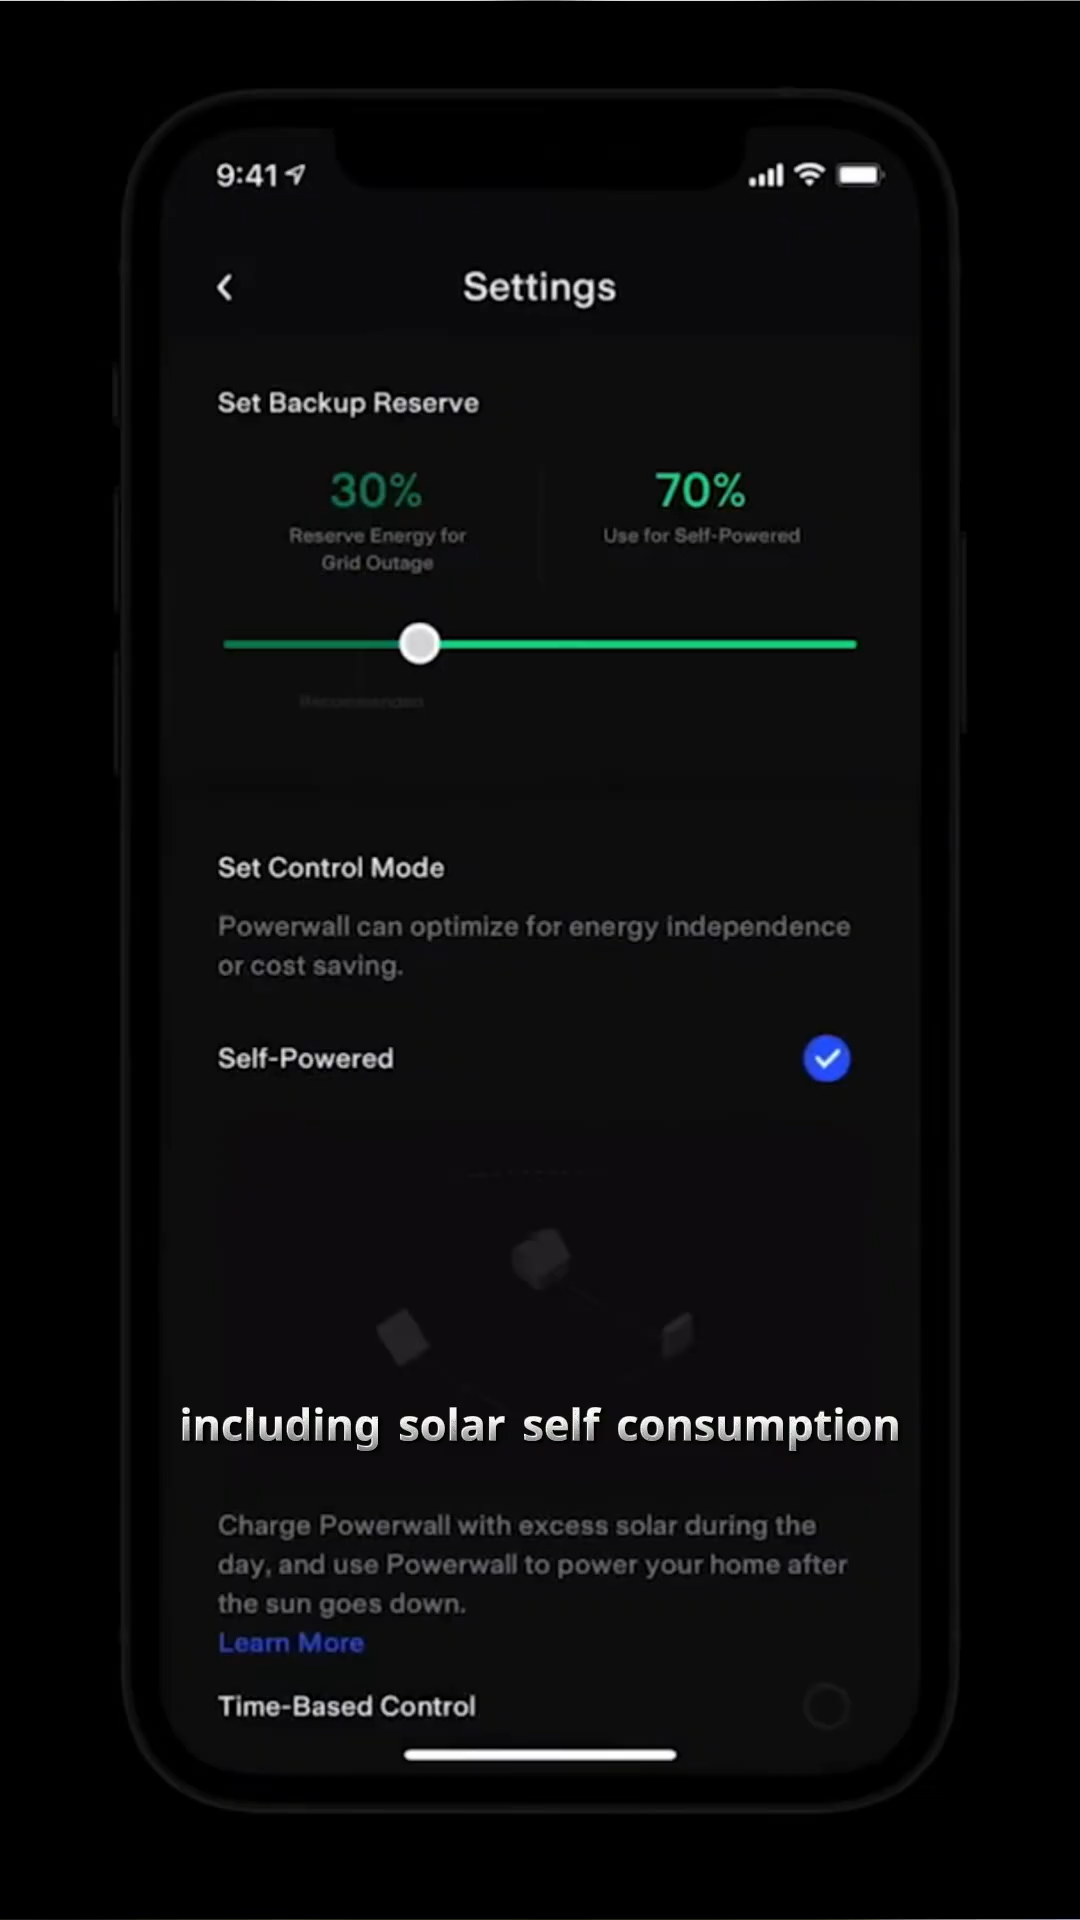 9:41
Settings
Set Backup Reserve
30%
70%
Reserve Energy for
Grid Outage
Use for Self-Powered
Recommended
Set Control Mode
Powerwall can optimize for energy independence
or cost saving.
Self-Powered
including solar self consumption
Charge Powerwall with excess solar during the
day, and use Powerwall to power your home after
the sun goes down.
Learn More
Time-Based Control